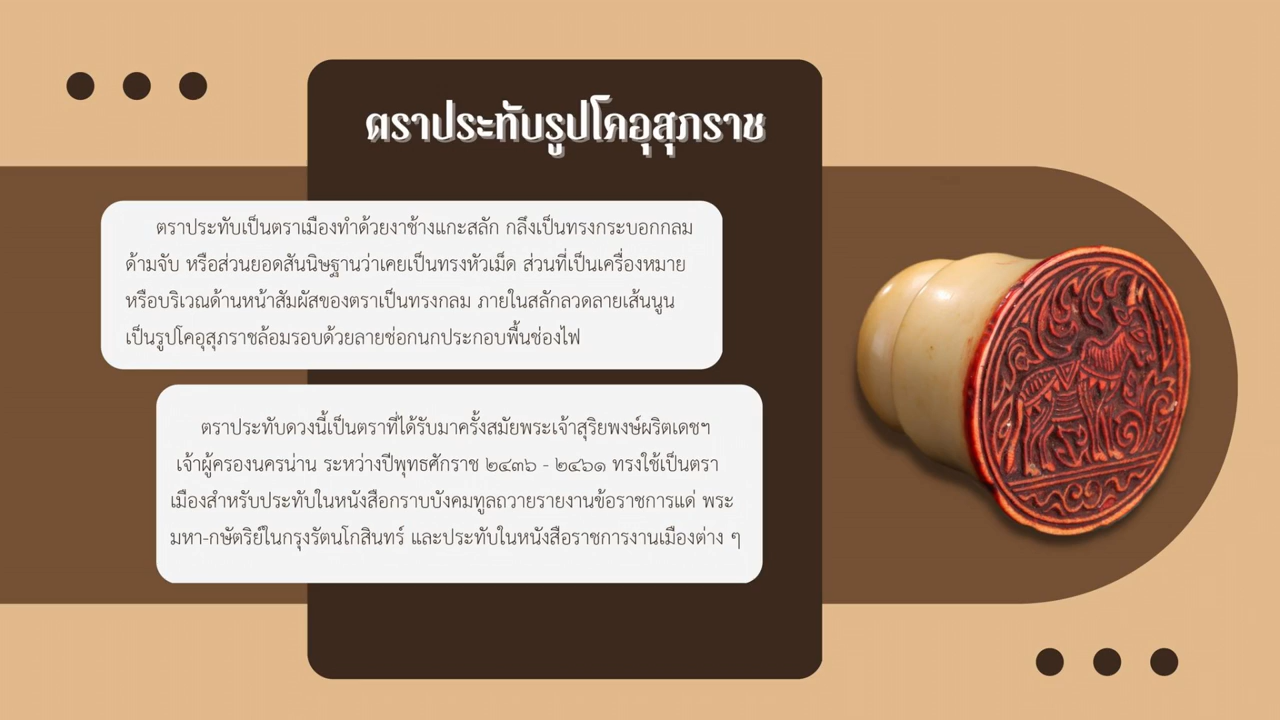 ตราประทับรูปโคอุสุภราช
ตราประทับเป็นตราเมืองทำด้วยงาช้างแกะสลัก กลึงเป็นทรงกระบอกกลม
ด้ามจับ หรือส่วนยอดสันนิษฐานว่าเคยเป็นทรงหัวเม็ด ส่วนที่เป็นเครื่องหมาย
หรือบริเวณด้านหน้าสัมผัสของตราเป็นทรงกลม ภายในสลักลวดลายเส้นนูน
เป็นรูปโคอุสุภราชล้อมรอบด้วยลายช่อกนกประกอบพื้นช่องไฟ
ตราประทับดวงนี้เป็นตราที่ได้รับมาครั้งสมัยพระเจ้าสุริยพงษ์ผริตเดชฯ
เจ้าผู้ครองนครน่าน ระหว่างปีพุทธศักราช ๒๔๓๖ - ๒๔๖๑ ทรงใช้เป็นตรา
เมืองสำหรับประทับในหนังสือกราบบังคมทูลถวายรายงานข้อราชการแด่ พระ
มหา-กษัตริย์ในกรุงรัตนโกสินทร์ และประทับในหนังสือราชการงานเมืองต่าง ๆ